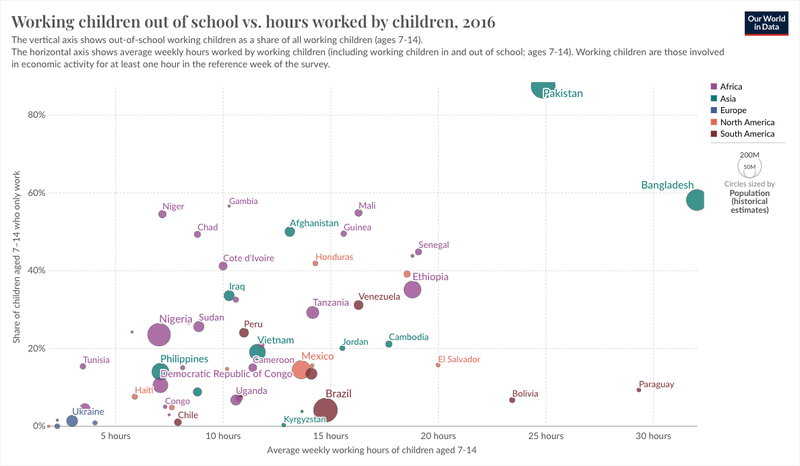 Working children out of school vs. hours worked by children, 2016
Our World
in Data
The vertical axis shows out-of-school working children as a share of all working children (ages 7-14).
The horizontal axis shows average weekly hours worked by working children (including working children in and out of school; ages 7-14). Working children are those involved
in economic activity for at least one hour in the reference week of the survey.
Africa
Asia
Europe
North America
South America
200M
50M
Circles sized by
Population
(historical
estimates)
Share of children aged 7–14 who only work
80%
60%
40%
20%
0%
Pakistan
Bangladesh
Niger
Gambia
Mali
Chad
Afghanistan
Guinea
Senegal
Cote d'Ivoire
Honduras
Ethiopia
Iraq
Venezuela
Tanzania
Nigeria
Sudan
Peru
Vietnam
Jordan
Cambodia
Tunisia
Philippines
Cameroon
Mexico
El Salvador
Democratic Republic of Congo
Haiti
Uganda
Brazil
Bolivia
Paraguay
Congo
Ukraine
Chile
Kyrgyzstan
5 hours
10 hours
15 hours
20 hours
25 hours
30 hours
Average weekly working hours of children aged 7-14